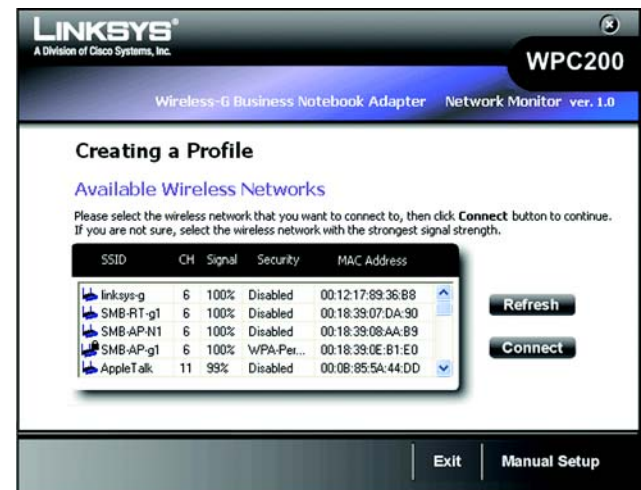 LINKSYS®
A Division of Cisco Systems, Inc.
WPC200
Wireless-G Business Notebook Adapter Network Monitor ver. 1.0
Creating a Profile
Available Wireless Networks
Please select the wireless network that you want to connect to, then click Connect button to continue.
If you are not sure, select the wireless network with the strongest signal strength.
SSID CH Signal Security MAC Address
linksys-g 6 100% Disabled 00:12:17:89:36:B8
SMB-RT-g1 6 100% Disabled 00:18:39:07:DA:90
SMB-AP-N1 6 100% Disabled 00:18:39:08:AA:B9
SMB-AP-g1 6 100% WPA-Per... 00:18:39:0E:B1:E0
AppleTalk 11 99% Disabled 00:0B:85:5A:44:DD
Refresh
Connect
Exit Manual Setup